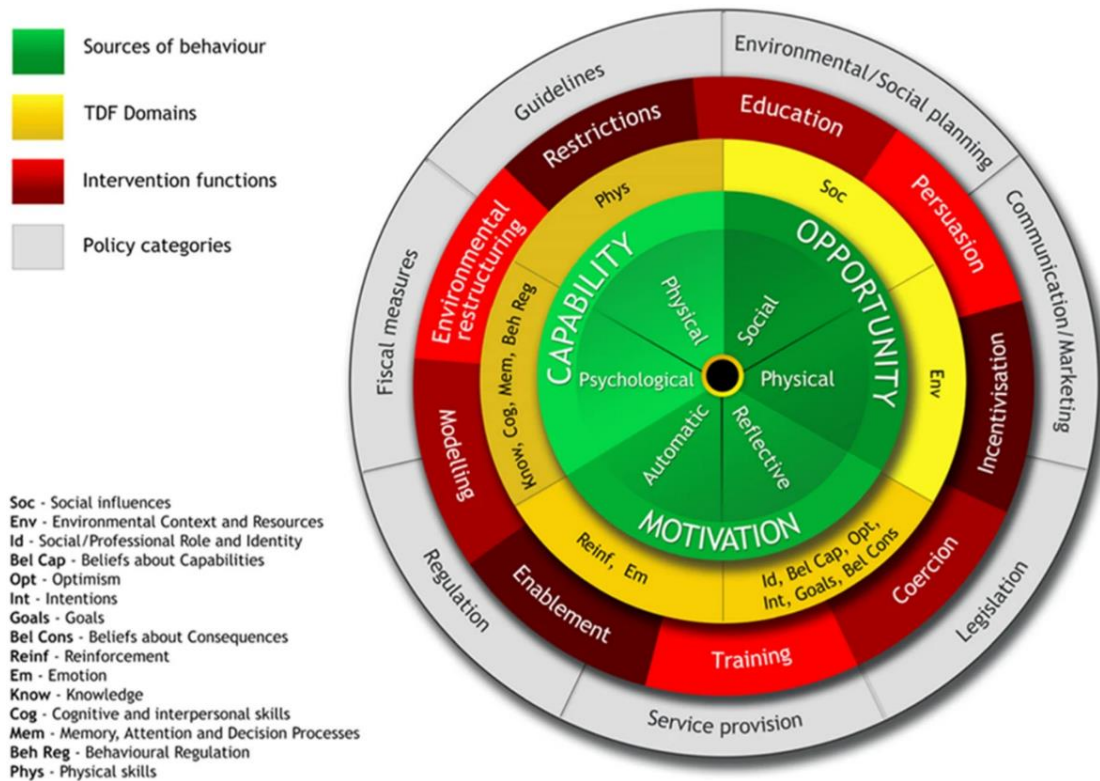 Sources of behaviour
TDF Domains
Intervention functions
Policy categories
Soc - Social influences
Env - Environmental Context and Resources
Id - Social/Professional Role and Identity
Bel Cap - Beliefs about Capabilities
Opt - Optimism
Int - Intentions
Goals - Goals
Bel Cons - Beliefs about Consequences
Reinf - Reinforcement
Em - Emotion
Know - Knowledge
Cog - Cognitive and interpersonal skills
Mem - Memory, Attention and Decision Processes
Beh Reg - Behavioural Regulation
Phys - Physical skills
Guidelines
Environmental/Social planning
Communication/Marketing
Legislation
Service provision
Regulation
Fiscal measures
Restrictions
Education
Persuasion
Incentivisation
Coercion
Training
Enablement
Modelling
Environmental
restructuring
Phys
Soc
Env
Id, Bel Cap, Opt,
Int, Goals, Bel Cons
Reinf, Em
Know, Cog, Mem, Beh Reg
CAPABILITY
OPPORTUNITY
MOTIVATION
Physical
Social
Physical
Reflective
Automatic
Psychological